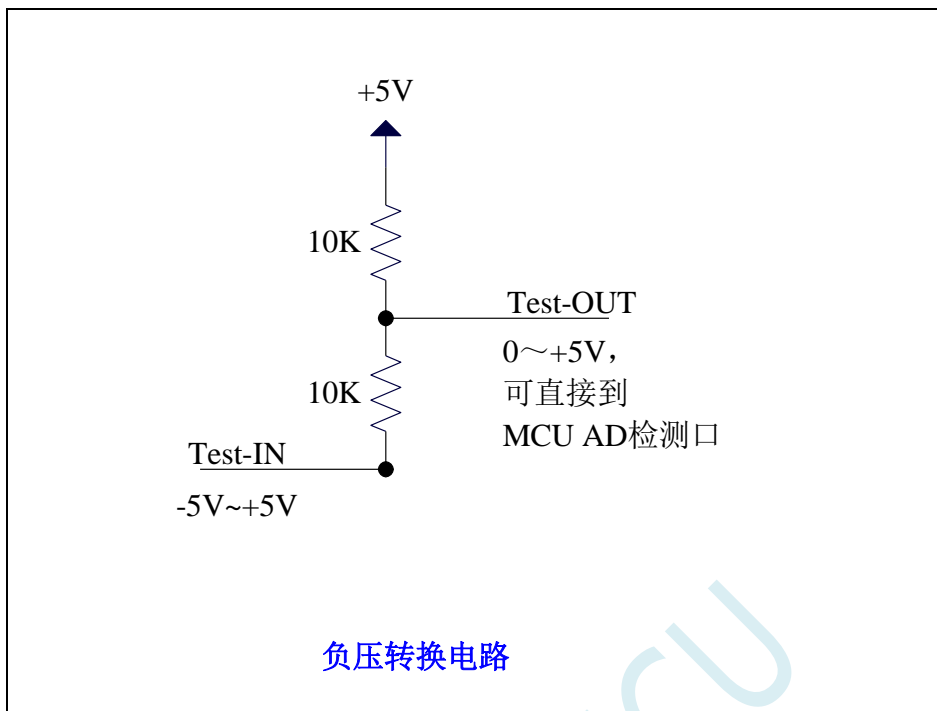 +5V
10K
Test-OUT
0～+5V，
可直接到
MCU AD检测口
10K
Test-IN
-5V~+5V
负压转换电路
CU